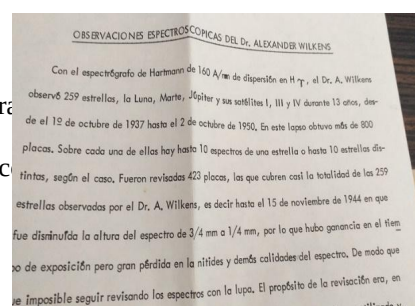 OBSERVACIONES ESPECTROSCOPICAS DEL Dr. ALEXANDER WILKENS
Con el espectrógrafo de Hartmann de 160 A/mm de dispersión en H γ, el Dr. A. Wilkens
observó 259 estrellas, la Luna, Marte, Júpiter y sus satélites I, III y IV durante 13 anos, des-
de el 1º de octubre de 1937 hasta el 2 de octubre de 1950. En este lapso obtuvo más de 800
placas. Sobre cada una de ellas hay hasta 10 espectros de una estrella o hasta 10 estrellas dis-
tintas, según el caso. Fueron revisadas 423 placas, las que cubren casi la totalidad de las 259
estrellas observadas por el Dr. A. Wilkens, es decir hasta el 15 de noviembre de 1944 en que
fue disminuída la altura del espectro de 3/4 mm a 1/4 mm, por lo que hubo ganancia en el tiem
de exposición pero gran pérdida en la nitides y demás calidades del espectro. De modo que
imposible seguir revisando los espectros con la lupa. El propósito de la revisación era, en